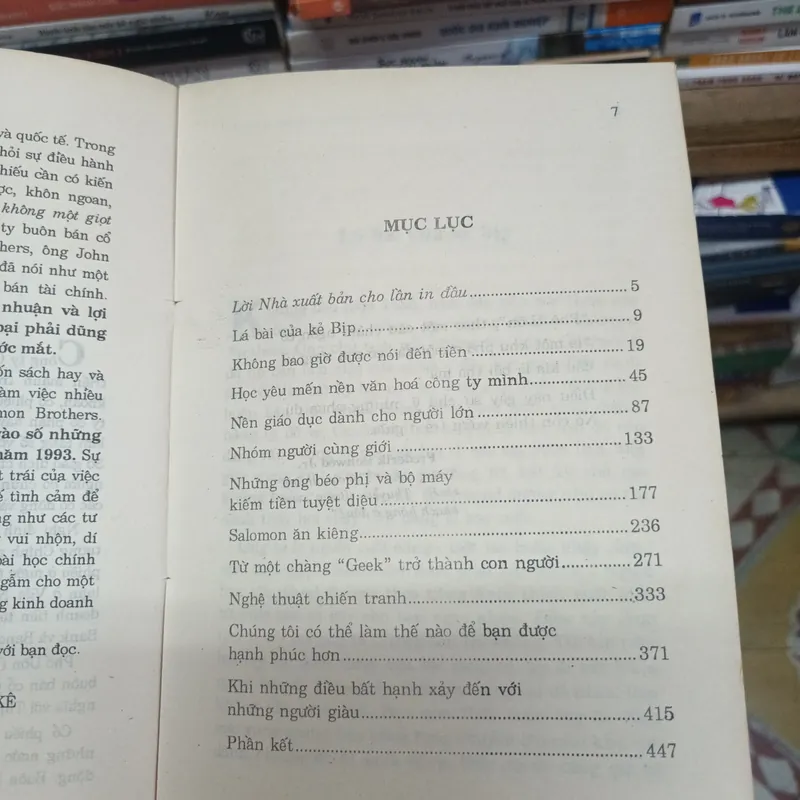 và quốc tế. Trong
hỏi sự điều hành
hiếu cần có kiến
ợc, khôn ngoan,
không một giọt
ty buôn bán cổ
hers, ông John
đã nói như một
bán tài chính.
nhuận và lợi
oại phải dũng
ớc mắt.
ốn sách hay và
àm việc nhiều
mon Brothers.
ào số những
năm 1993. Sự
t trái của việc
ế tình cảm để
ng như các tư
vui nhộn, dí
ài học chính
gẫm cho một
g kinh doanh
với bạn đọc.
KÊ
7
MỤC LỤC
Lời Nhà xuất bản cho lần in đầu 5
Lá bài của kẻ Bịp 9
Không bao giờ được nói đến tiền 19
Học yêu mến nền văn hoá công ty mình 45
Nền giáo dục dành cho người lớn 87
Nhóm người cùng giới 133
Những ông béo phị và bộ máy
kiếm tiền tuyệt diệu 177
Salomon ăn kiêng 236
Từ một chàng “Geek” trở thành con người 271
Nghệ thuật chiến tranh 333
Chúng tôi có thể làm thế nào để bạn được
hạnh phúc hơn 371
Khi những điều bất hạnh xảy đến với
những người giàu 415
Phần kết 447